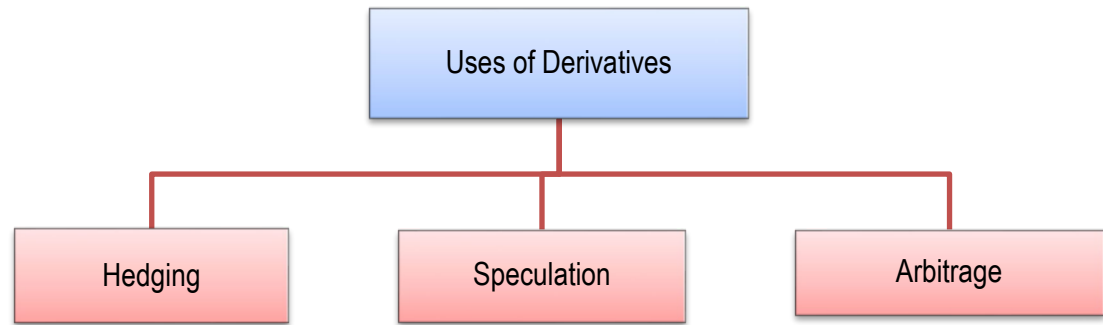 Uses of Derivatives
Hedging
Speculation
Arbitrage